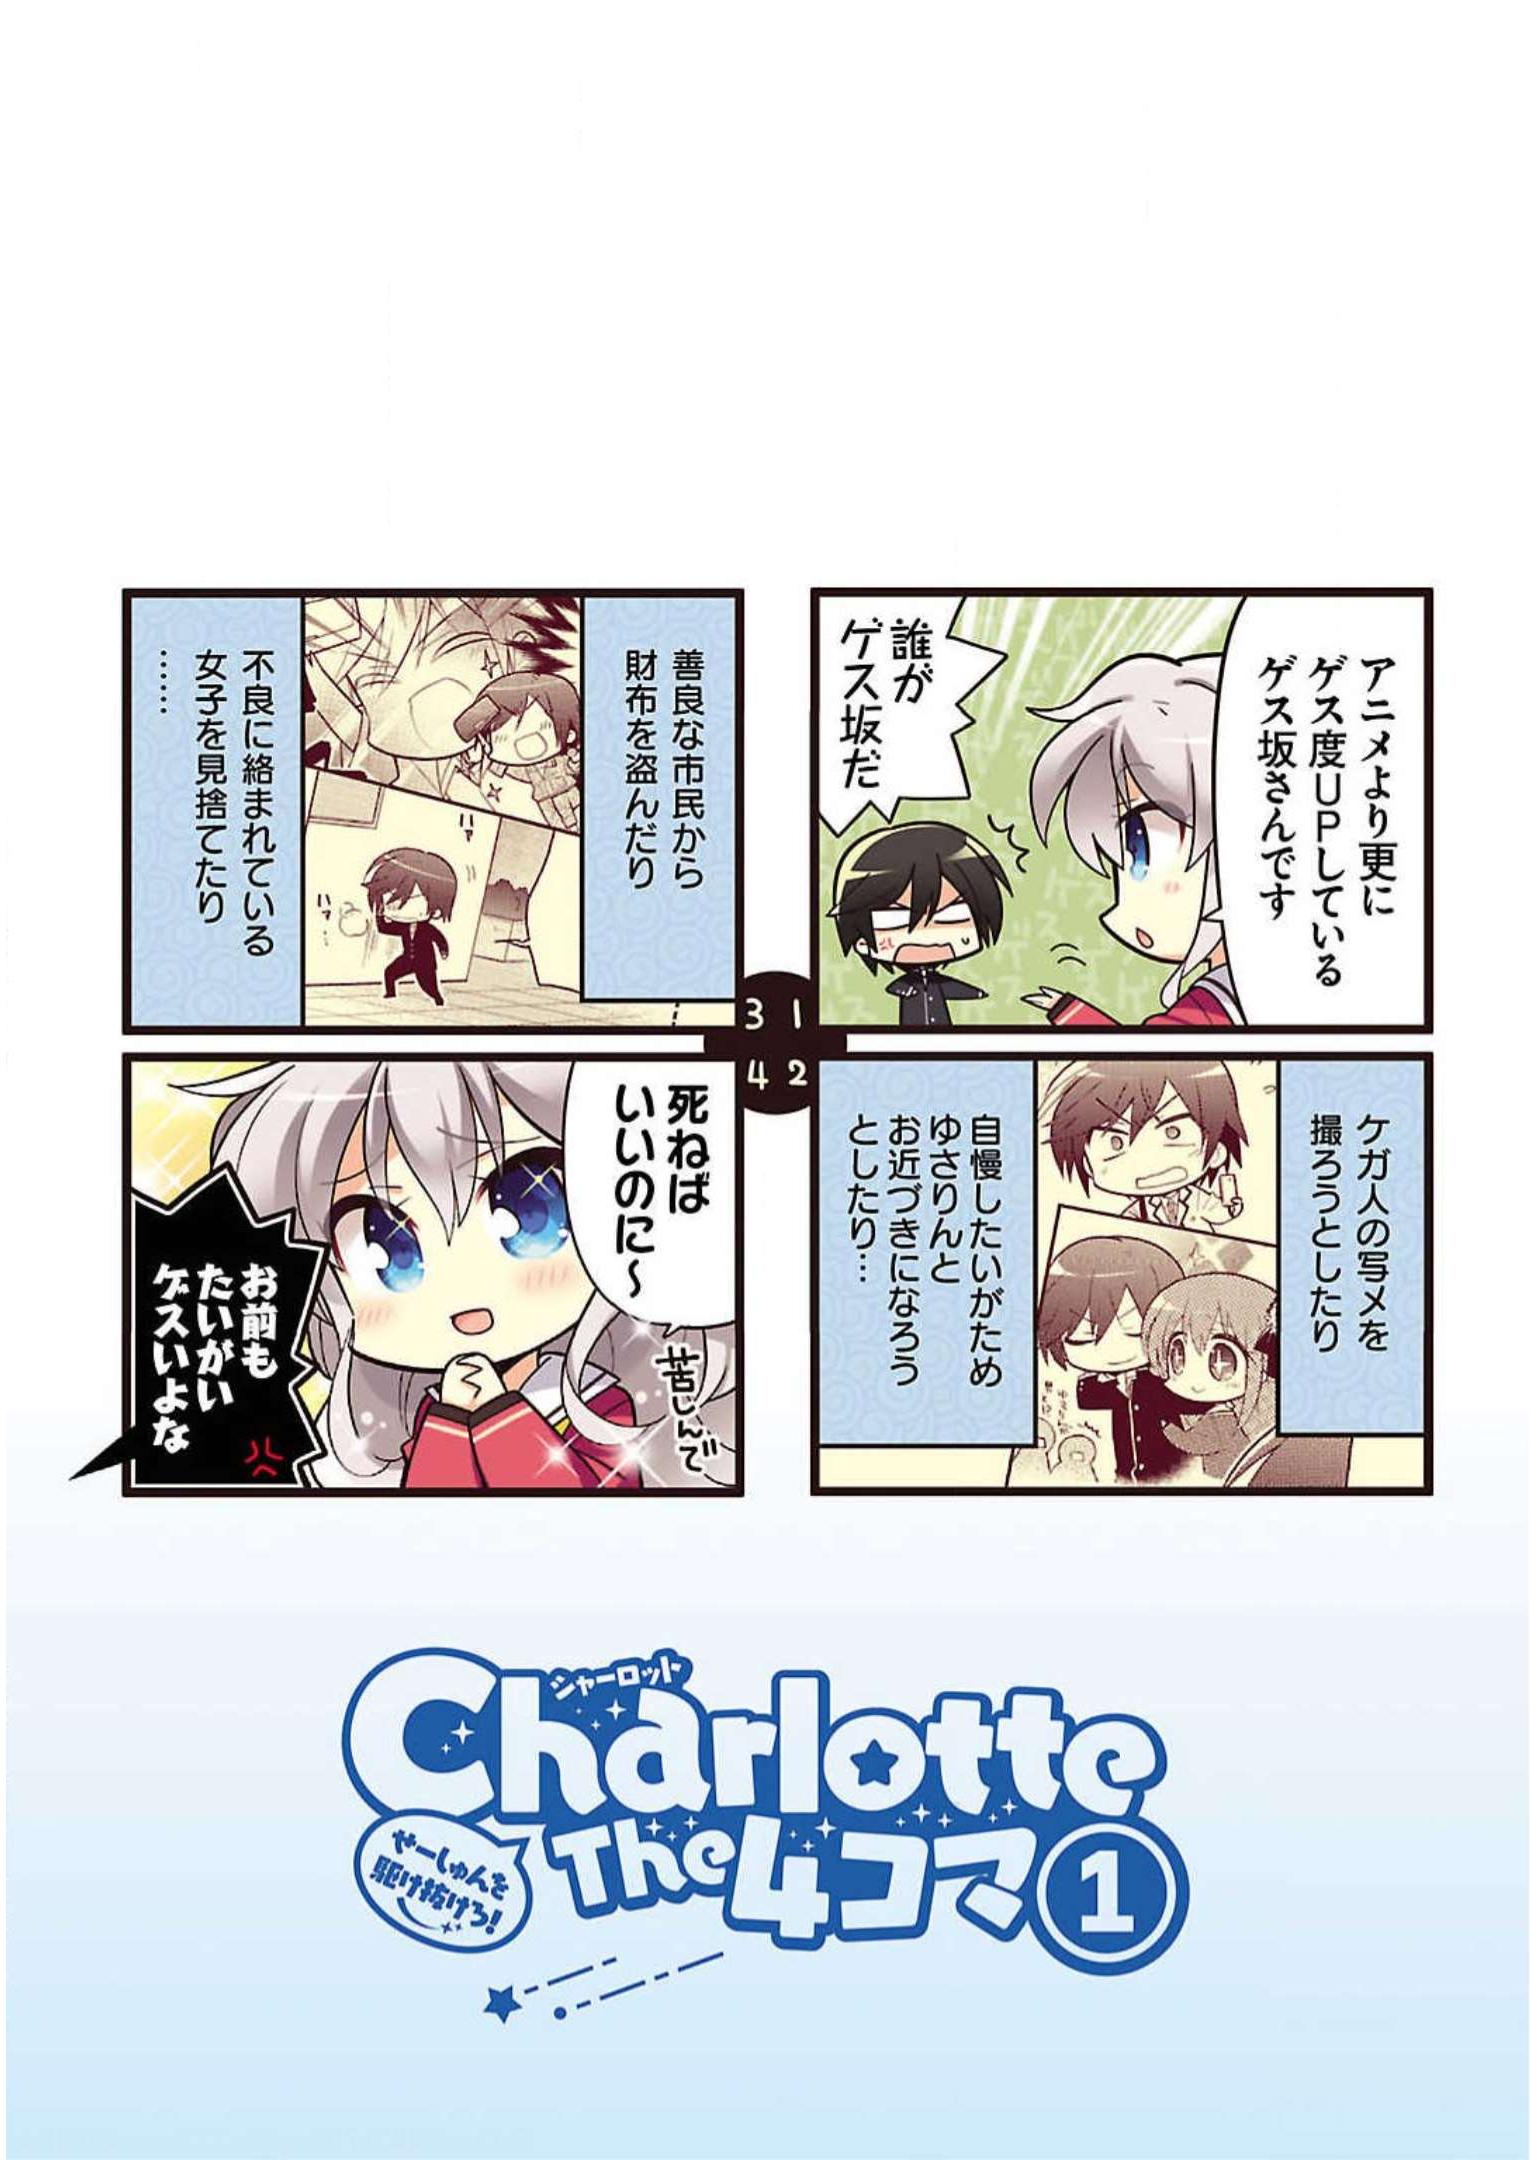 アニメより更に
ゲス度UPしている
ゲス坂さんです
誰が
ゲス坂だ
ケガ人の写メを
撮ろうとしたり
自慢したいがため
ゆさりんと
お近づきになろう
としたり…
善良な市民から
財布を盗んだり
ハァ
ハァ…
不良に絡まれている
女子を見捨てたり
……
死ねば
いいのに～
苦しんで
お前も
たいがい
ゲスいよな
3 1
4 2
シャーロット
Charlotte
The 4コマ
せーしゅんを
駆け抜けろ!
1